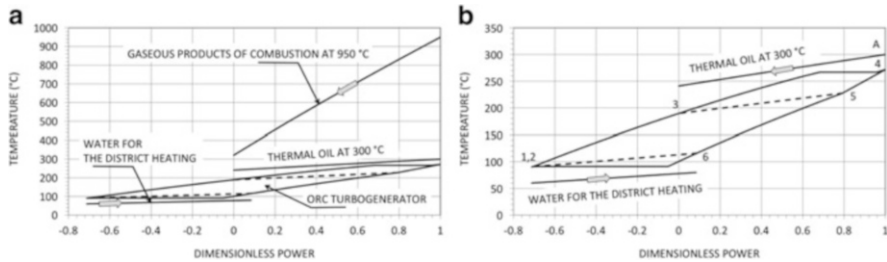 a
1000
900
800
700
600
500
400
300
200
100
0
TEMPERATURE (°C)
GASEOUS PRODUCTS OF COMBUSTION AT 950 °C
WATER FOR
THE DISTRICT HEATING
THERMAL OIL AT 300 °C
ORC TURBOGENERATOR
-0.8 -0.6 -0.4 -0.2 0 0.2 0.4 0.6 0.8 1
DIMENSIONLESS POWER
b
350
300
250
200
150
100
50
0
TEMPERATURE (°C)
THERMAL OIL AT 300 °C
A
4
3
5
1,2
6
WATER FOR THE DISTRICT HEATING
-0.8 -0.6 -0.4 -0.2 0 0.2 0.4 0.6 0.8 1
DIMENSIONLESS POWER